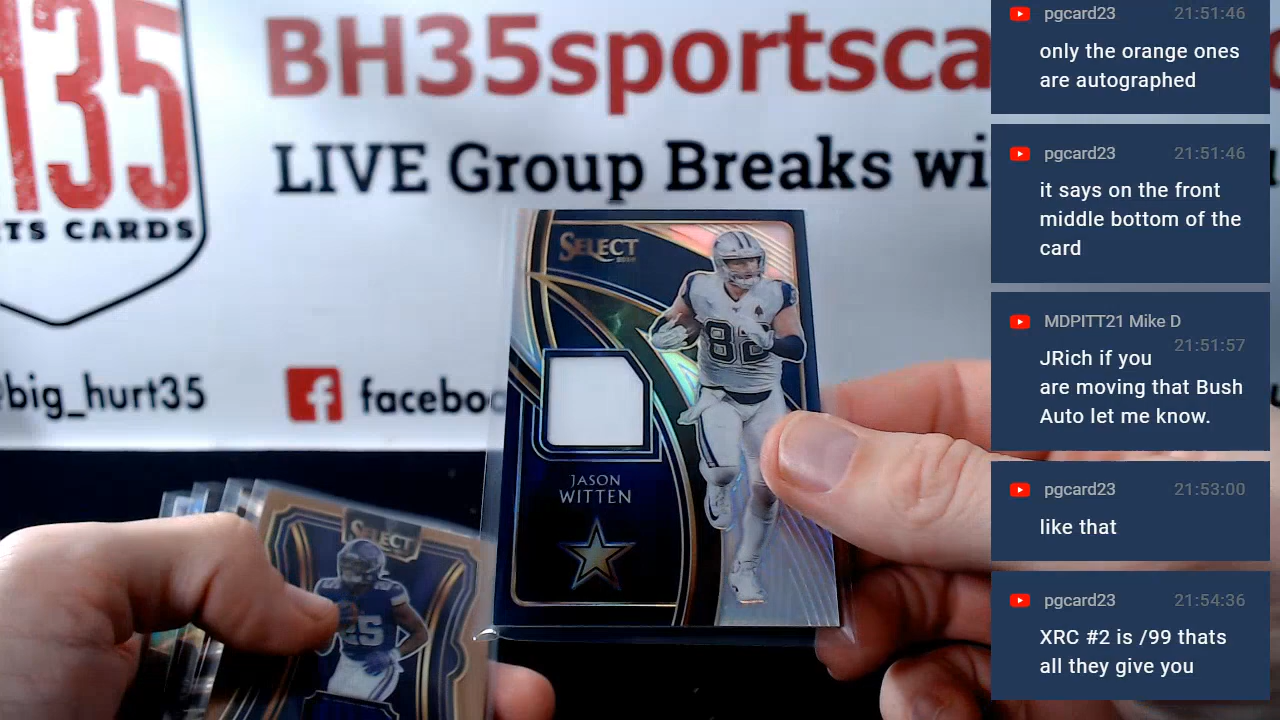 135
TS CARDS
BH35sportsca
LIVE Group Breaks wi
big_hurt35
f faceboo
SELECT
82
JASON
WITTEN
SELECT
25
pgcard23 21:51:46
only the orange ones
are autographed
pgcard23 21:51:46
it says on the front
middle bottom of the
card
MDPITT21 Mike D
21:51:57
JRich if you
are moving that Bush
Auto let me know.
pgcard23 21:53:00
like that
pgcard23 21:54:36
XRC #2 is /99 thats
all they give you